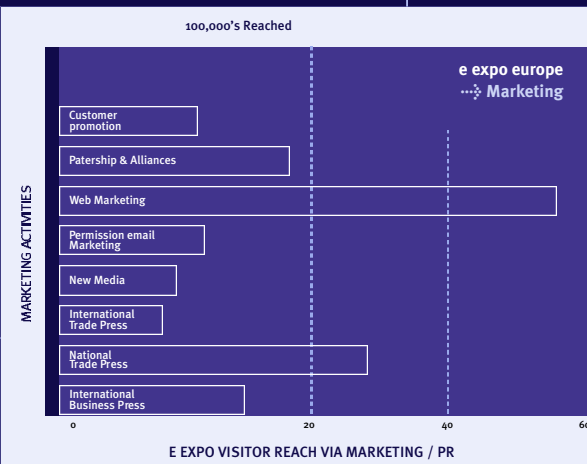 100,000's Reached
e expo europe
Marketing
Customer
promotion
Patership & Alliances
Web Marketing
Permission email
Marketing
New Media
International
Trade Press
National
Trade Press
International
Business Press
MARKETING ACTIVITIES
0 20 40 60
E EXPO VISITOR REACH VIA MARKETING / PR